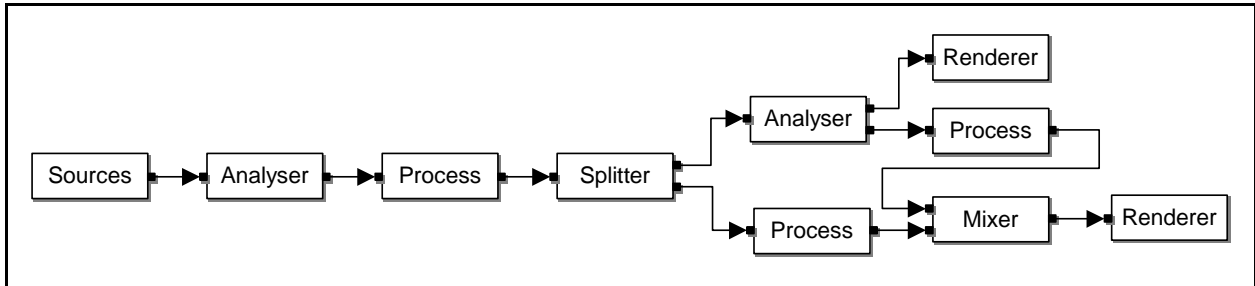 Renderer
Analyser
Process
Sources
Analyser
Process
Splitter
Process
Mixer
Renderer